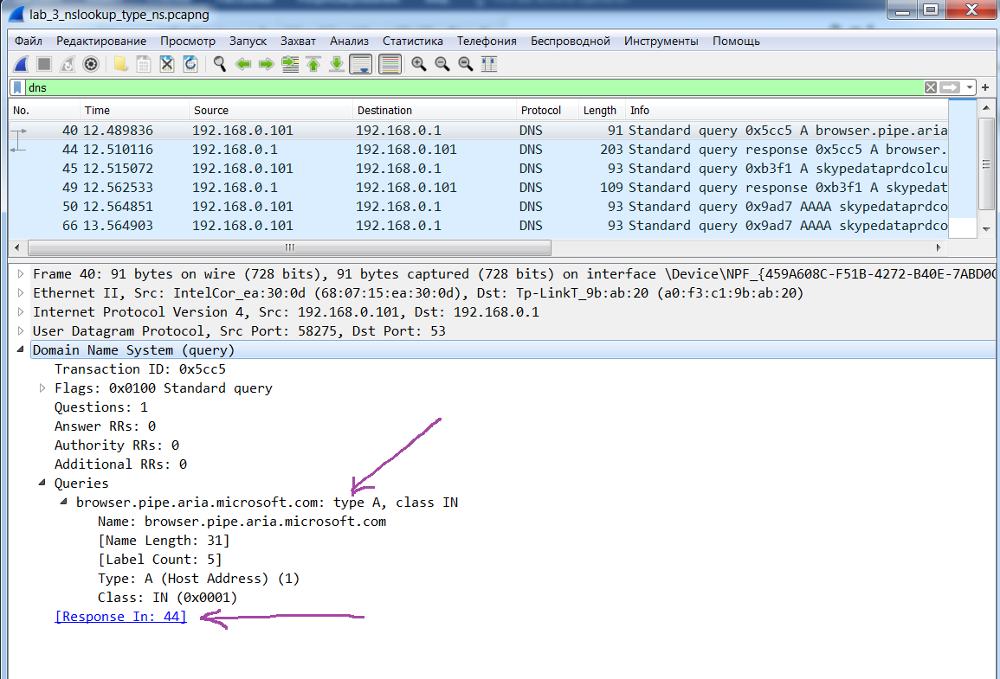 lab_3_nslookup_type_ns.pcapng
Файл Редактирование Просмотр Запуск Захват Анализ Статистика Телефония Беспроводной Инструменты Помощь
dns
No. Time Source Destination Protocol Length Info
40 12.489836 192.168.0.101 192.168.0.1 DNS 91 Standard query 0x5cc5 A browser.pipe.aria
44 12.510116 192.168.0.1 192.168.0.101 DNS 203 Standard query response 0x5cc5 A browser.
45 12.515072 192.168.0.101 192.168.0.1 DNS 93 Standard query 0xb3f1 A skypedataprdcolcu
49 12.562533 192.168.0.1 192.168.0.101 DNS 109 Standard query response 0xb3f1 A skypedat
50 12.564851 192.168.0.101 192.168.0.1 DNS 93 Standard query 0x9ad7 AAAA skypedataprdco
66 13.564903 192.168.0.101 192.168.0.1 DNS 93 Standard query 0x9ad7 AAAA skypedataprdco
Frame 40: 91 bytes on wire (728 bits), 91 bytes captured (728 bits) on interface \Device\NPF_{459A608C-F51B-4272-B40E-7ABD0C
Ethernet II, Src: IntelCor_ea:30:0d (68:07:15:ea:30:0d), Dst: Tp-LinkT_9b:ab:20 (a0:f3:c1:9b:ab:20)
Internet Protocol Version 4, Src: 192.168.0.101, Dst: 192.168.0.1
User Datagram Protocol, Src Port: 58275, Dst Port: 53
Domain Name System (query)
Transaction ID: 0x5cc5
Flags: 0x0100 Standard query
Questions: 1
Answer RRs: 0
Authority RRs: 0
Additional RRs: 0
Queries
browser.pipe.aria.microsoft.com: type A, class IN
Name: browser.pipe.aria.microsoft.com
[Name Length: 31]
[Label Count: 5]
Type: A (Host Address) (1)
Class: IN (0x0001)
[Response In: 44]